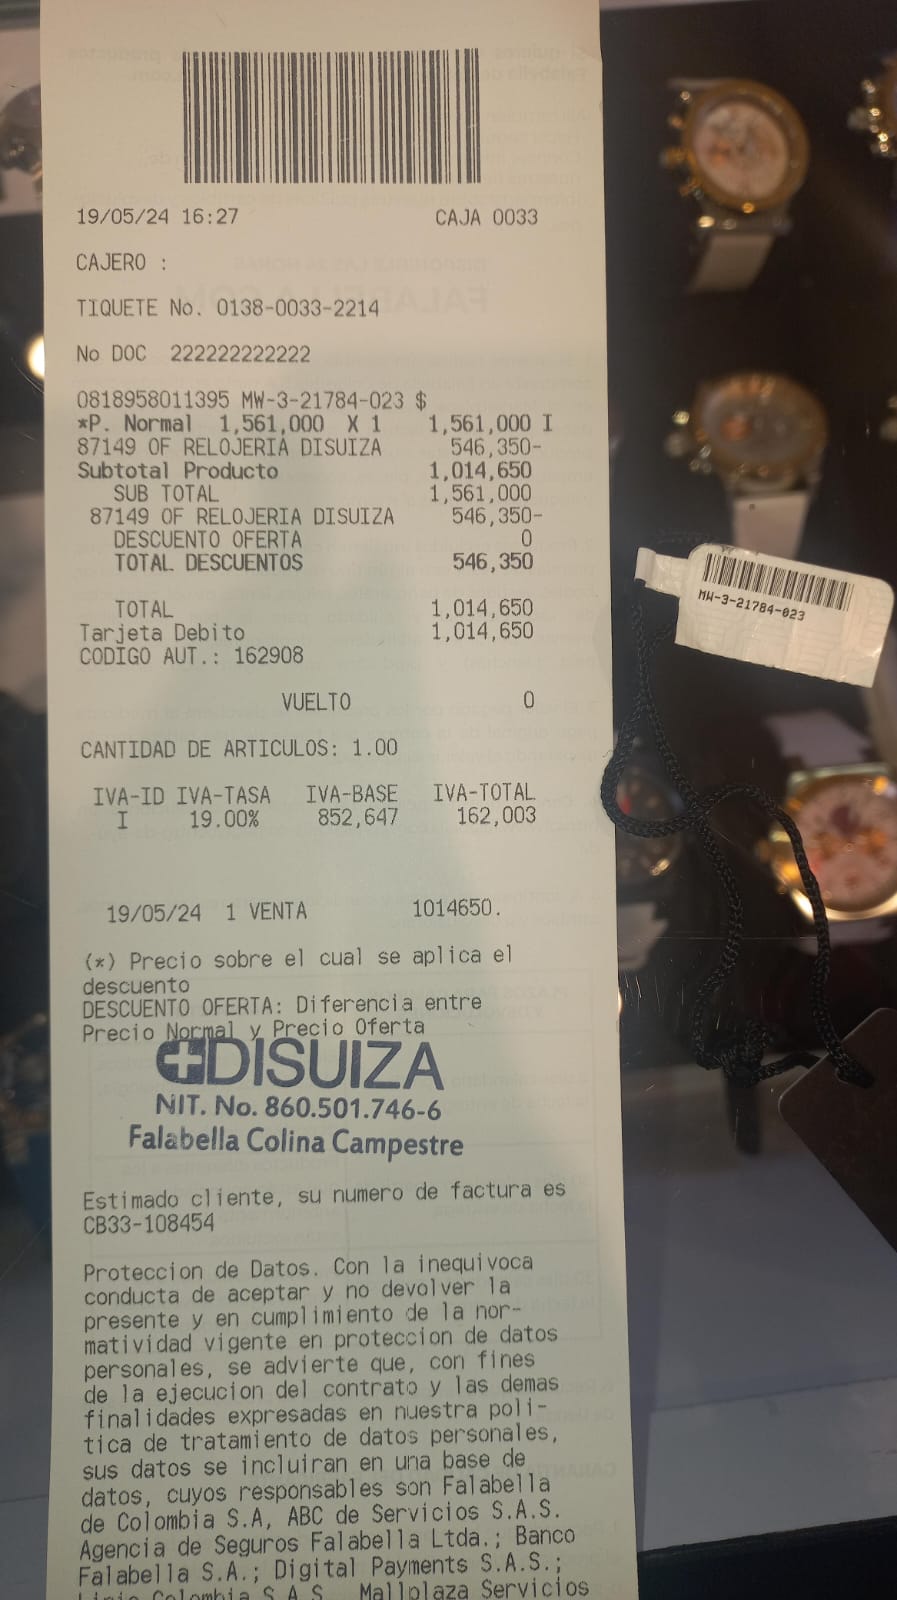 19/05/24 16:27 CAJA 0033
CAJERO :
TIQUETE No. 0138-0033-2214
No DOC 222222222222
0818958011395 MW-3-21784-023 $
*P. Normal 1,561,000 X 1 1,561,000 I
87149 OF RELOJERIA DISUIZA 546,350-
Subtotal Producto 1,014,650
SUB TOTAL 1,561,000
87149 OF RELOJERIA DISUIZA 546,350-
DESCUENTO OFERTA 0
TOTAL DESCUENTOS 546,350
TOTAL 1,014,650
Tarjeta Debito 1,014,650
CODIGO AUT.: 162908
VUELTO 0
CANTIDAD DE ARTICULOS: 1.00
IVA-ID IVA-TASA IVA-BASE IVA-TOTAL
I 19.00% 852,647 162,003
19/05/24 1 VENTA 1014650.
(*) Precio sobre el cual se aplica el
descuento
DESCUENTO OFERTA: Diferencia entre
Precio Normal y Precio Oferta
DISUIZA
NIT. No. 860.501.746-6
Falabella Colina Campestre
Estimado cliente, su numero de factura es
CB33-108454
Proteccion de Datos. Con la inequivoca
conducta de aceptar y no devolver la
presente y en cumplimiento de la nor-
matividad vigente en proteccion de datos
personales, se advierte que, con fines
de la ejecucion del contrato y las demas
finalidades expresadas en nuestra poli-
tica de tratamiento de datos personales,
sus datos se incluiran en una base de
datos, cuyos responsables son Falabella
de Colombia S.A, ABC de Servicios S.A.S.
Agencia de Seguros Falabella Ltda.; Banco
Falabella S.A.; Digital Payments S.A.S.;
Colombia S.A.S. Mallplaza Servicios
MW-3-21784-023